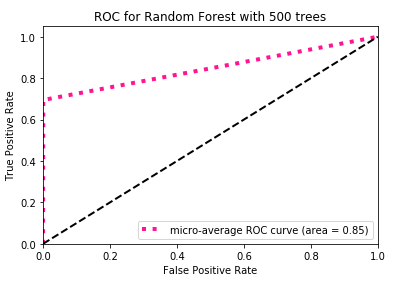 ROC for Random Forest with 500 trees
1.0
0.8
0.6
0.4
0.2
0.0
True Positive Rate
micro-average ROC curve (area = 0.85)
0.0 0.2 0.4 0.6 0.8 1.0
False Positive Rate